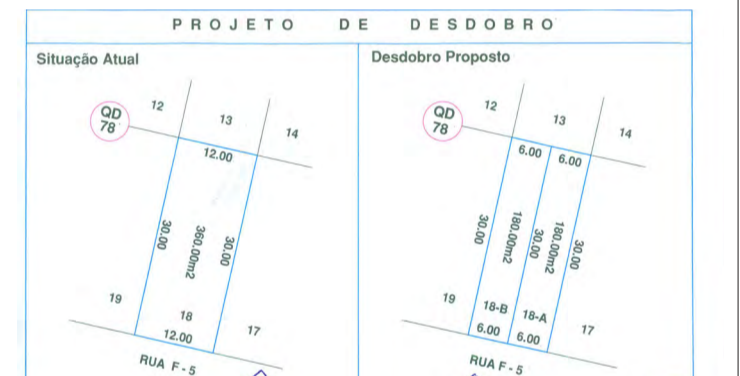 PROJETO DE DESDOBRO
Situação Atual
QD
78
12
13
14
12.00
30.00
360.00m2
30.00
19
18
17
12.00
RUA F - 5
Desdobro Proposto
QD
78
12
13
14
6.00
6.00
30.00
180.00m2
30.00
180.00m2
30.00
19
18-B
18-A
17
6.00
6.00
RUA F - 5